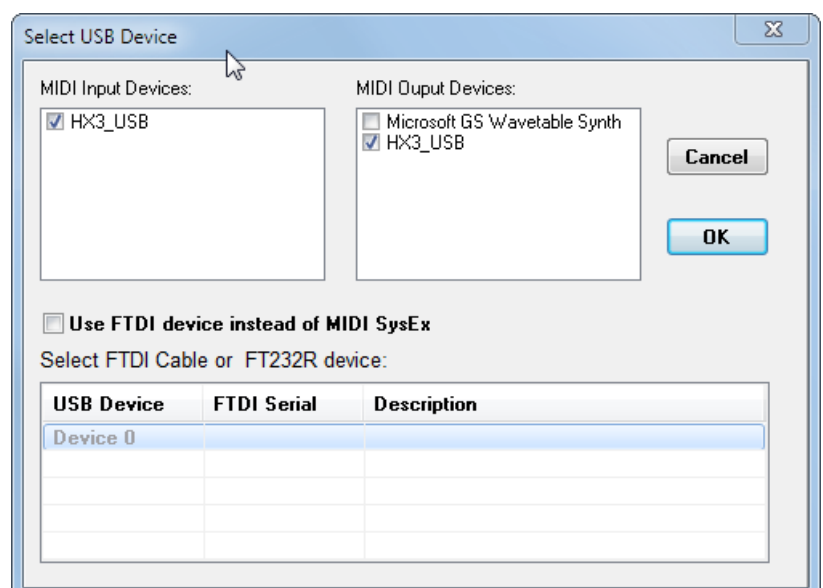 Select USB Device
MIDI Input Devices:
HX3_USB
MIDI Ouput Devices:
Microsoft GS Wavetable Synth
HX3_USB
Cancel
OK
Use FTDI device instead of MIDI SysEx
Select FTDI Cable or FT232R device:
USB Device FTDI Serial Description
Device 0